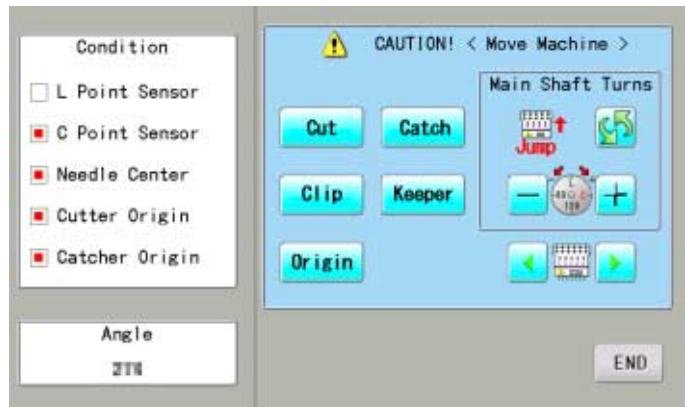 Condition
L Point Sensor
C Point Sensor
Needle Center
Cutter Origin
Catcher Origin
Angle
CAUTION! < Move Machine >
Main Shaft Turns
Cut
Catch
Jump
Clip
Keeper
Origin
END